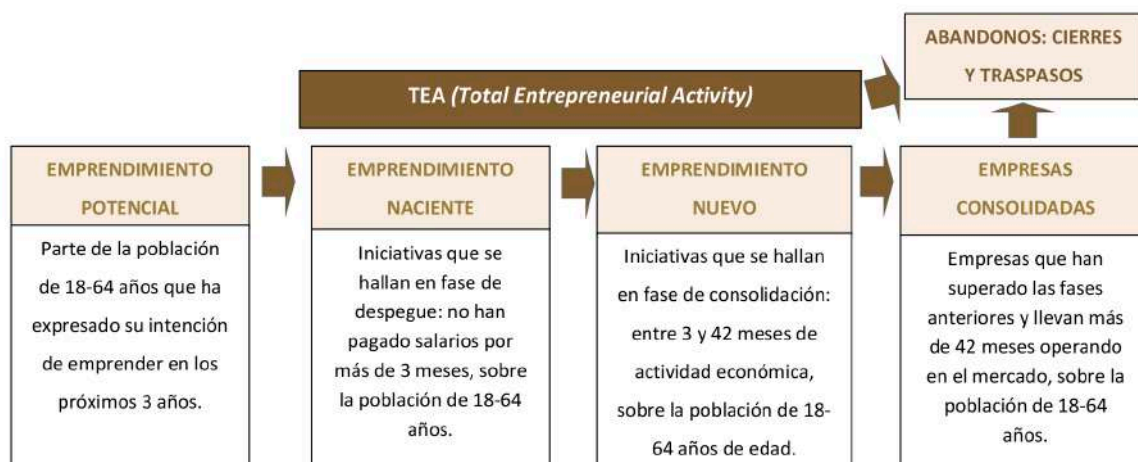 ABANDONOS: CIERRES
Y TRASPASOS
TEA (Total Entrepreneurial Activity)
EMPRENDIMIENTO
POTENCIAL
Parte de la población
de 18-64 años que ha
expresado su intención
de emprender en los
próximos 3 años.
EMPRENDIMIENTO
NACIENTE
Iniciativas que se
hallan en fase de
despegue: no han
pagado salarios por
más de 3 meses, sobre
la población de 18-64
años.
EMPRENDIMIENTO
NUEVO
Iniciativas que se hallan
en fase de consolidación:
entre 3 y 42 meses de
actividad económica,
sobre la población de 18-
64 años de edad.
EMPRESAS
CONSOLIDADAS
Empresas que han
superado las fases
anteriores y llevan más
de 42 meses operando
en el mercado, sobre la
población de 18-64
años.